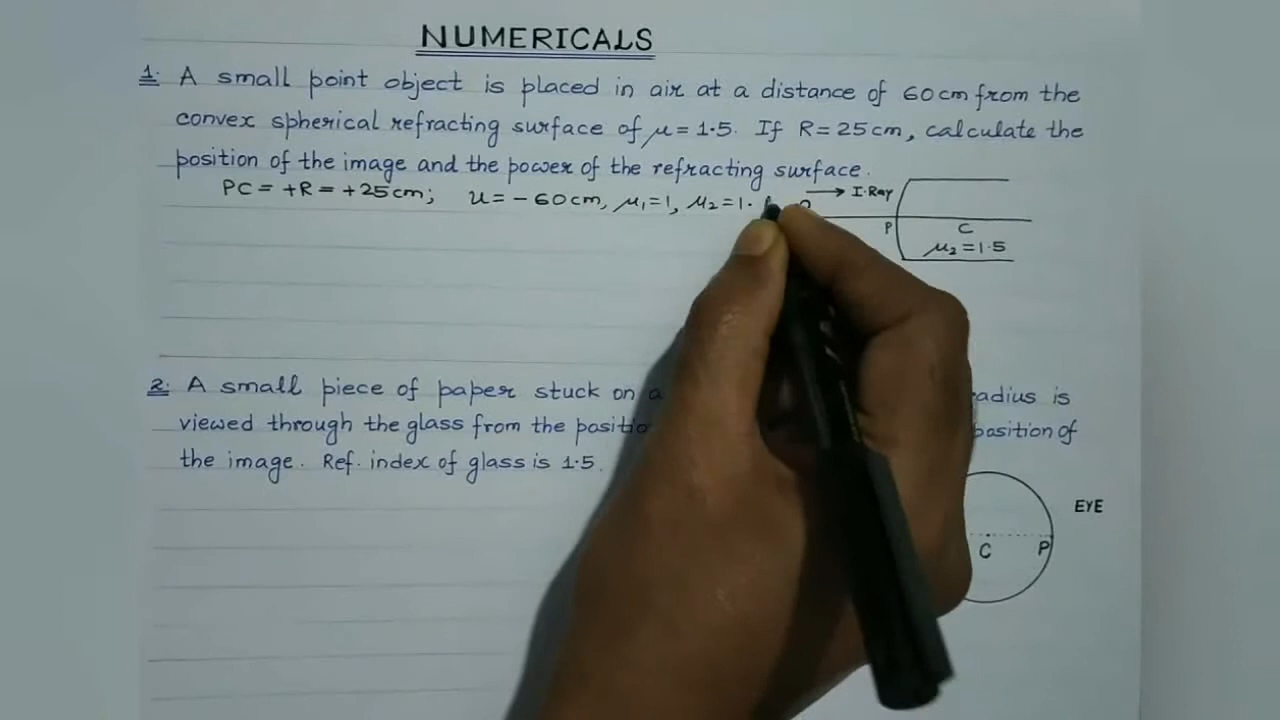 NUMERICALS
1. A small point object is placed in air at a distance of 60 cm from the
convex spherical refracting surface of μ = 1.5. If R = 25 cm, calculate the
position of the image and the power of the refracting surface.
PC = +R = +25 cm; u = - 60 cm, μ₁ = 1, μ₂ = 1.
→ I. Ray
P C
μ₂ = 1.5
2. A small piece of paper stuck on a radius is
viewed through the glass from the position of
the image. Ref. index of glass is 1.5.
EYE
C P